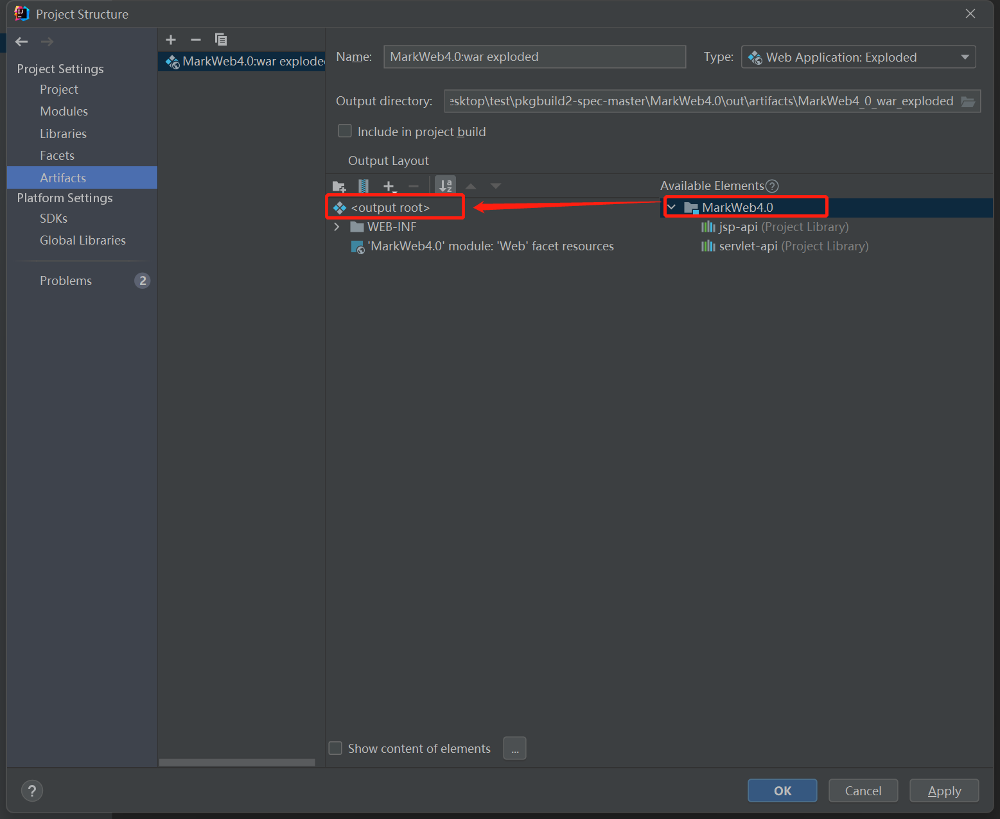 Project Structure
Project Settings
Project
Modules
Libraries
Facets
Artifacts
Platform Settings
SDKs
Global Libraries
Problems 2
MarkWeb4.0:war exploded
Name: MarkWeb4.0:war exploded
Type: Web Application: Exploded
Output directory: esktop\test\pkgbuild2-spec-master\MarkWeb4.0\out\artifacts\MarkWeb4_0_war_exploded
Include in project build
Output Layout
Available Elements ?
<output root>
WEB-INF
'MarkWeb4.0' module: 'Web' facet resources
MarkWeb4.0
jsp-api (Project Library)
servlet-api (Project Library)
Show content of elements ...
? OK Cancel Apply